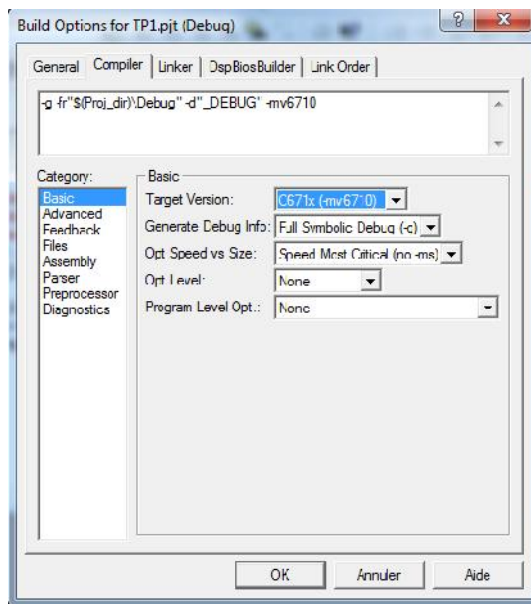 Build Options for TP1.pjt (Debug)
General Compiler Linker DspBiosBuilder Link Order
-g -fr"$(Proj_dir)\Debug" -d"_DEBUG" -mv6710
Category:
Basic
Advanced
Feedback
Files
Assembly
Parser
Preprocessor
Diagnostics
Basic
Target Version: C671x (-mv6710)
Generate Debug Info: Full Symbolic Debug (-g)
Opt Speed vs Size: Speed Most Critical (no -ms)
Opt Level: None
Program Level Opt.: None
OK Annuler Aide